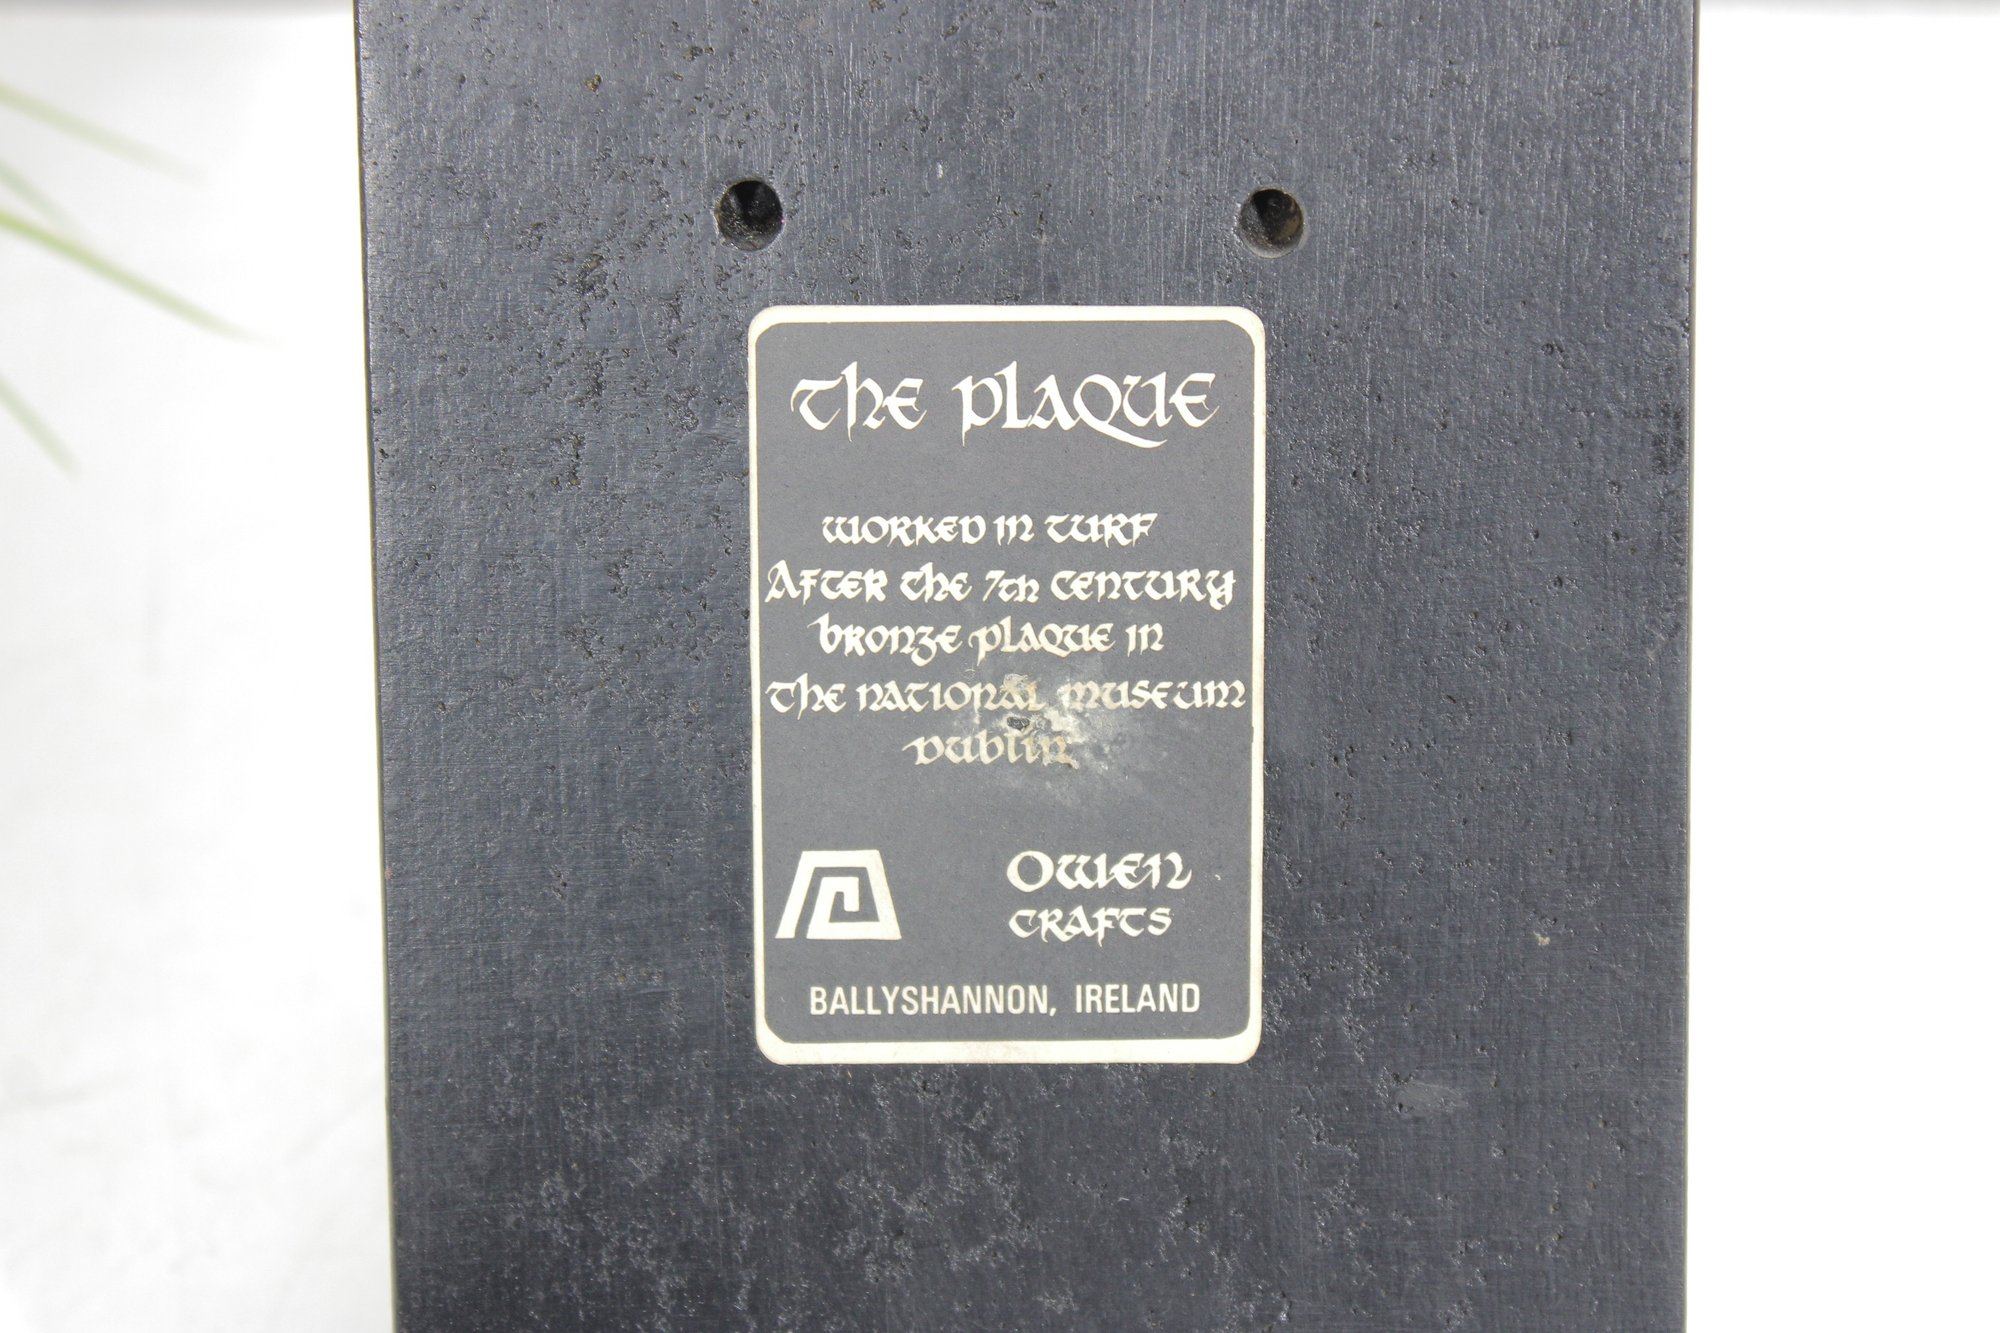 The Plaque
Worked in Turf
After the 7th Century
Bronze Plaque in
The National Museum
Dublin
Owen
Crafts
BALLYSHANNON, IRELAND